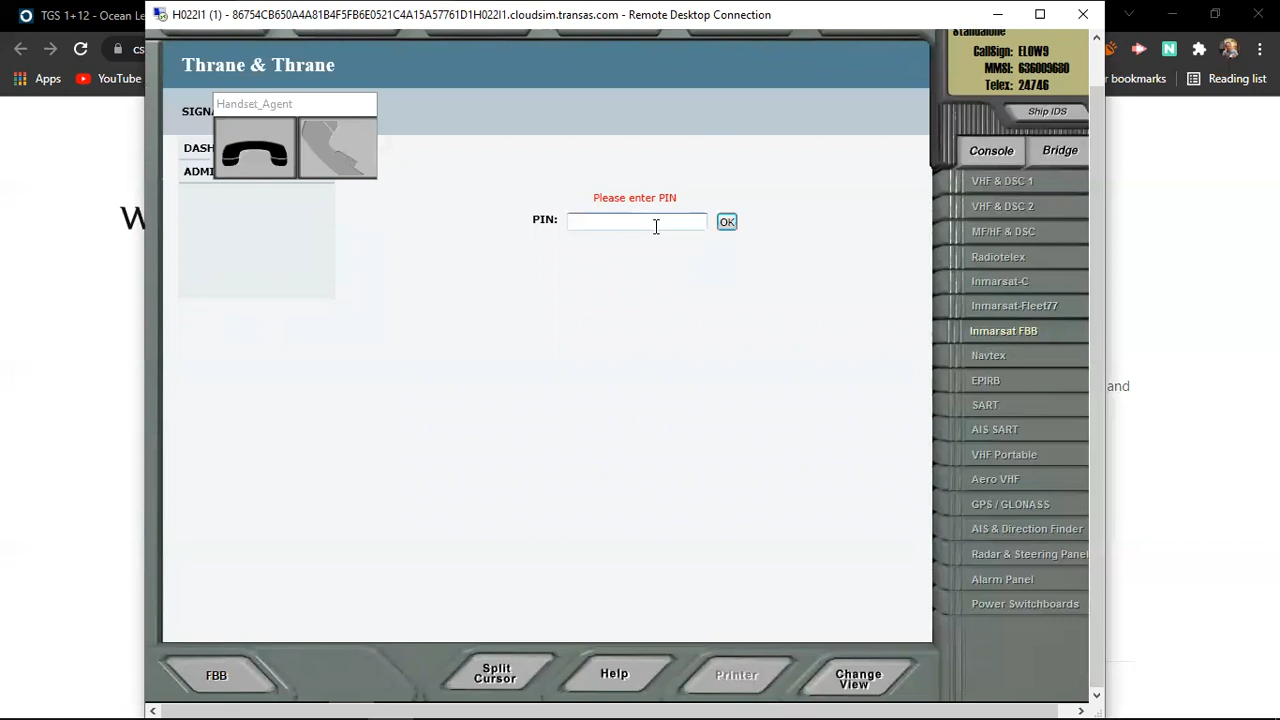 TGS 1+12 - Ocean Le
H022I1 (1) - 86754CB650A4A81B4F5FB6E0521C4A15A57761D1H022I1.cloudsim.transas.com - Remote Desktop Connection
cs
Apps
YouTube
r bookmarks
Reading list
Thrane & Thrane
Handset_Agent
SIGNA
DASH
ADMI
Please enter PIN
PIN:
OK
W
and
Standalone
CallSign: ELOW9
MMSI: 636009680
Telex: 24746
Ship IDS
Console
Bridge
VHF & DSC 1
VHF & DSC 2
MF/HF & DSC
Radiotelex
Inmarsat-C
Inmarsat-Fleet77
Inmarsat FBB
Navtex
EPIRB
SART
AIS SART
VHF Portable
Aero VHF
GPS / GLONASS
AIS & Direction Finder
Radar & Steering Panel
Alarm Panel
Power Switchboards
FBB
Split
Cursor
Help
Printer
Change
View